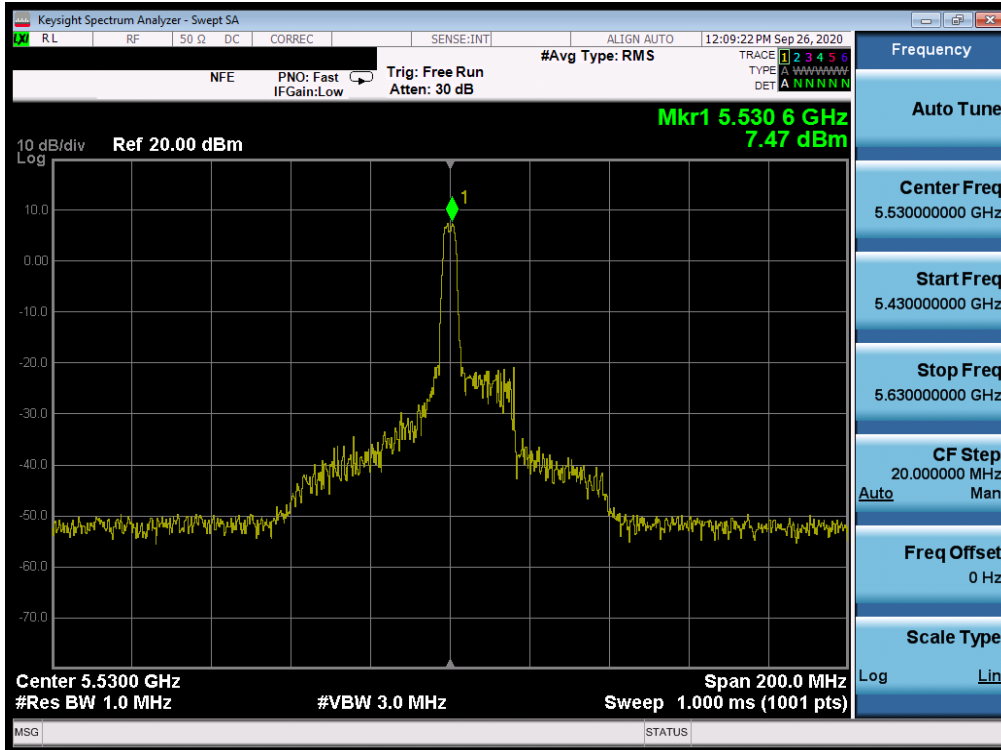 Keysight Spectrum Analyzer - Swept SA
LXI RL RF 50 Ω DC CORREC SENSE:INT ALIGN AUTO 12:09:22 PM Sep 26, 2020
#Avg Type: RMS
TRACE 1 2 3 4 5 6
NFE PNO: Fast Trig: Free Run
TYPE A WWWWW
IFGain:Low Atten: 30 dB
DET A N N N N N
Mkr1 5.530 6 GHz
7.47 dBm
10 dB/div Ref 20.00 dBm
Log
1
10.0
0.00
-10.0
-20.0
-30.0
-40.0
-50.0
-60.0
-70.0
Center 5.5300 GHz Span 200.0 MHz
#Res BW 1.0 MHz #VBW 3.0 MHz Sweep 1.000 ms (1001 pts)
MSG STATUS
Frequency
Auto Tune
Center Freq
5.530000000 GHz
Start Freq
5.430000000 GHz
Stop Freq
5.630000000 GHz
CF Step
20.000000 MHz
Auto Man
Freq Offset
0 Hz
Scale Type
Log Lin